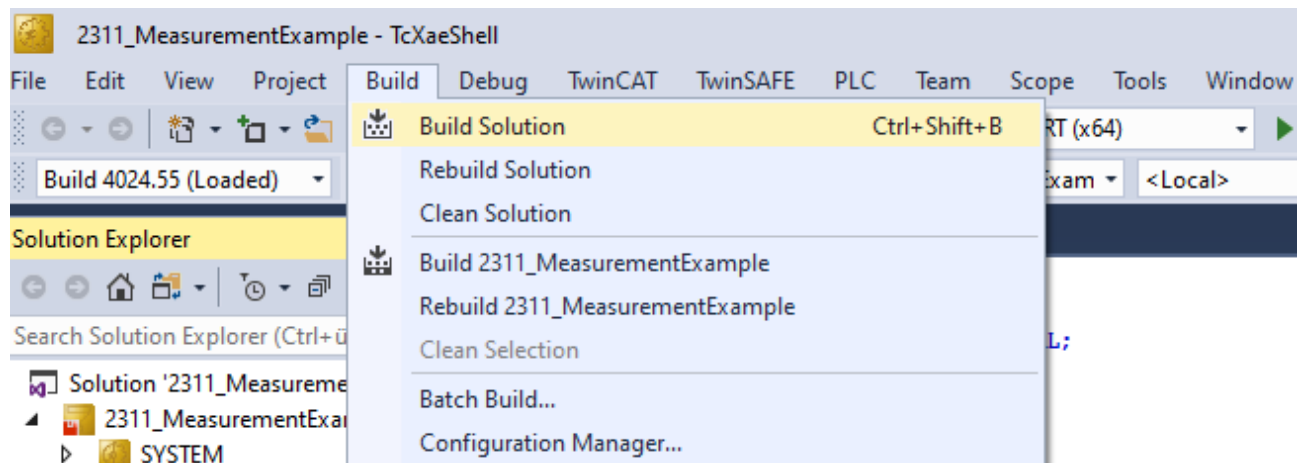 2311_MeasurementExample - TcXaeShell
File Edit View Project Build Debug TwinCAT TwinSAFE PLC Team Scope Tools Window
Build Solution Ctrl+Shift+B RT (x64)
Build 4024.55 (Loaded) Rebuild Solution Exam <Local>
Clean Solution
Solution Explorer
Build 2311_MeasurementExample
Rebuild 2311_MeasurementExample
Search Solution Explorer (Ctrl+ü L;
Clean Selection
Solution '2311_Measureme
Batch Build...
2311_MeasurementExa
Configuration Manager...
SYSTEM